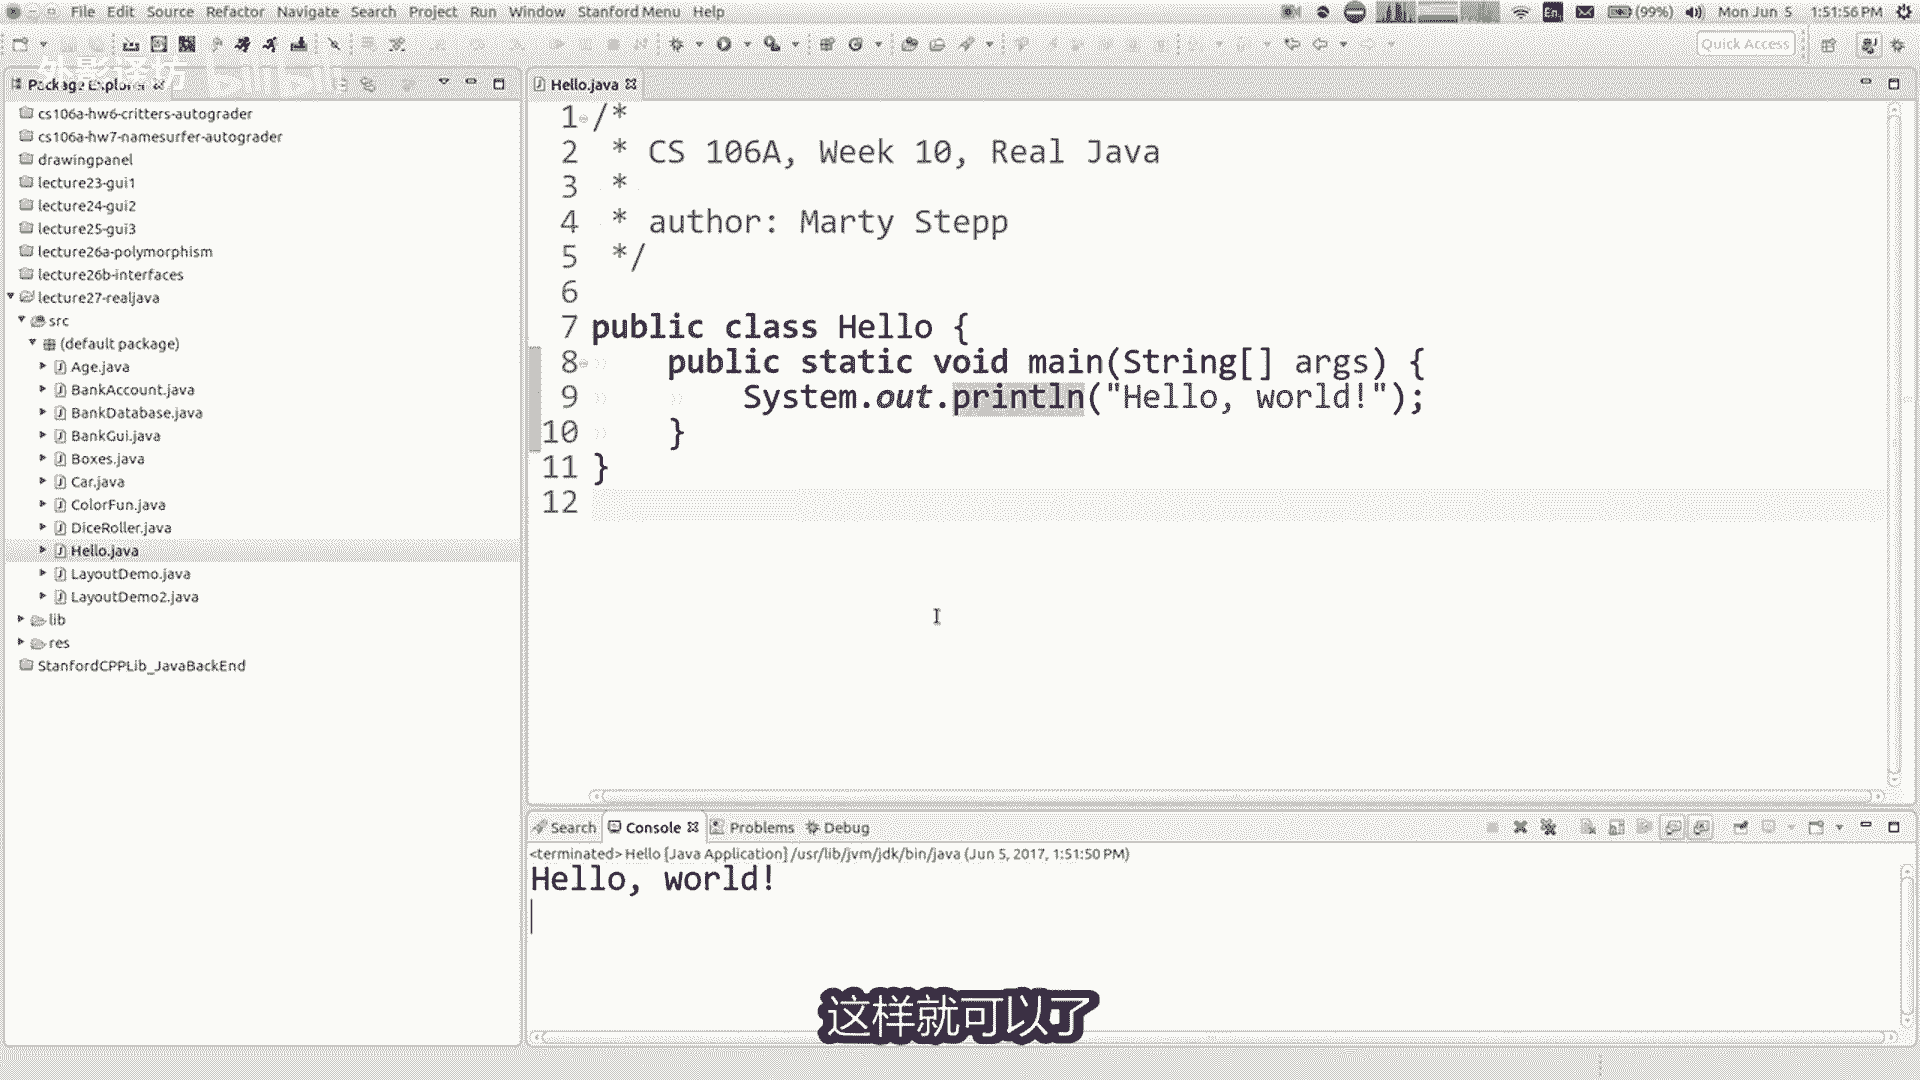 File Edit Source Refactor Navigate Search Project Run Window Stanford Menu Help
En (99%) Mon Jun 5 1:51:56 PM
Quick Access
外影译坊 bilibili
Package Explorer
cs106a-hw6-critters-autograder
cs106a-hw7-namesurfer-autograder
drawingpanel
lecture23-gui1
lecture24-gui2
lecture25-gui3
lecture26a-polymorphism
lecture26b-interfaces
lecture27-realjava
src
(default package)
Age.java
BankAccount.java
BankDatabase.java
BankGui.java
Boxes.java
Car.java
ColorFun.java
DiceRoller.java
Hello.java
LayoutDemo.java
LayoutDemo2.java
lib
res
StanfordCPPLib_JavaBackEnd
Hello.java
1 /*
2 * CS 106A, Week 10, Real Java
3 *
4 * author: Marty Stepp
5 */
6
7 public class Hello {
8 public static void main(String[] args) {
9 System.out.println("Hello, world!");
10 }
11 }
12
Search Console Problems Debug
<terminated> Hello [Java Application] /usr/lib/jvm/jdk/bin/java (Jun 5, 2017, 1:51:50 PM)
Hello, world!
这样就可以了